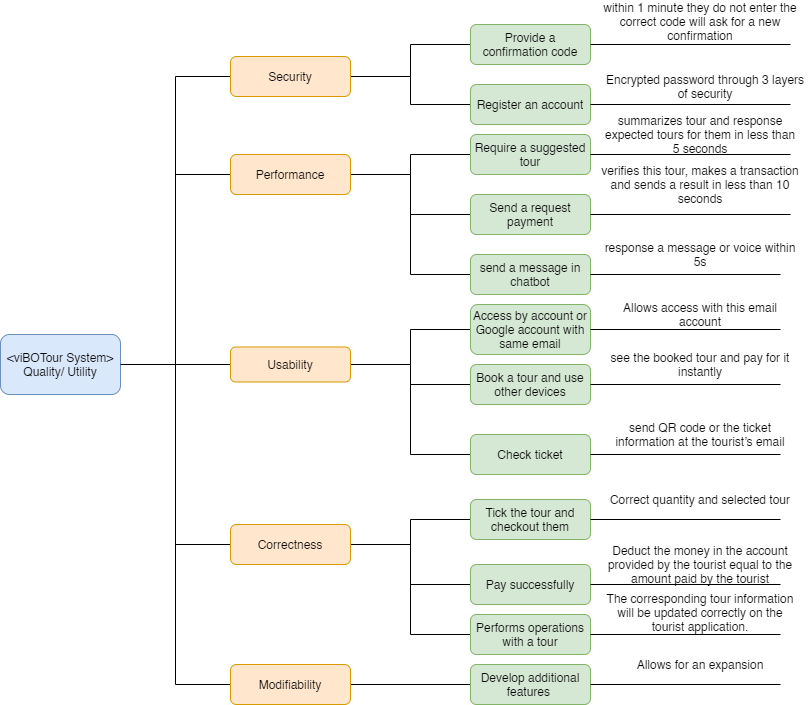 within 1 minute they do not enter the
correct code will ask for a new
confirmation
Provide a
confirmation code
Security
Encrypted password through 3 layers
of security
Register an account
summarizes tour and response
expected tours for them in less than
5 seconds
Require a suggested
tour
Performance
verifies this tour, makes a transaction
and sends a result in less than 10
seconds
Send a request
payment
response a message or voice within
5s
send a message in
chatbot
Allows access with this email
account
Access by account or
Google account with
same email
<viBOTour System>
Quality/ Utility
Usability
see the booked tour and pay for it
instantly
Book a tour and use
other devices
send QR code or the ticket
information at the tourist's email
Check ticket
Correct quantity and selected tour
Tick the tour and
checkout them
Correctness
Deduct the money in the account
provided by the tourist equal to the
amount paid by the tourist
Pay successfully
The corresponding tour information
will be updated correctly on the
tourist application.
Performs operations
with a tour
Allows for an expansion
Modifiability
Develop additional
features